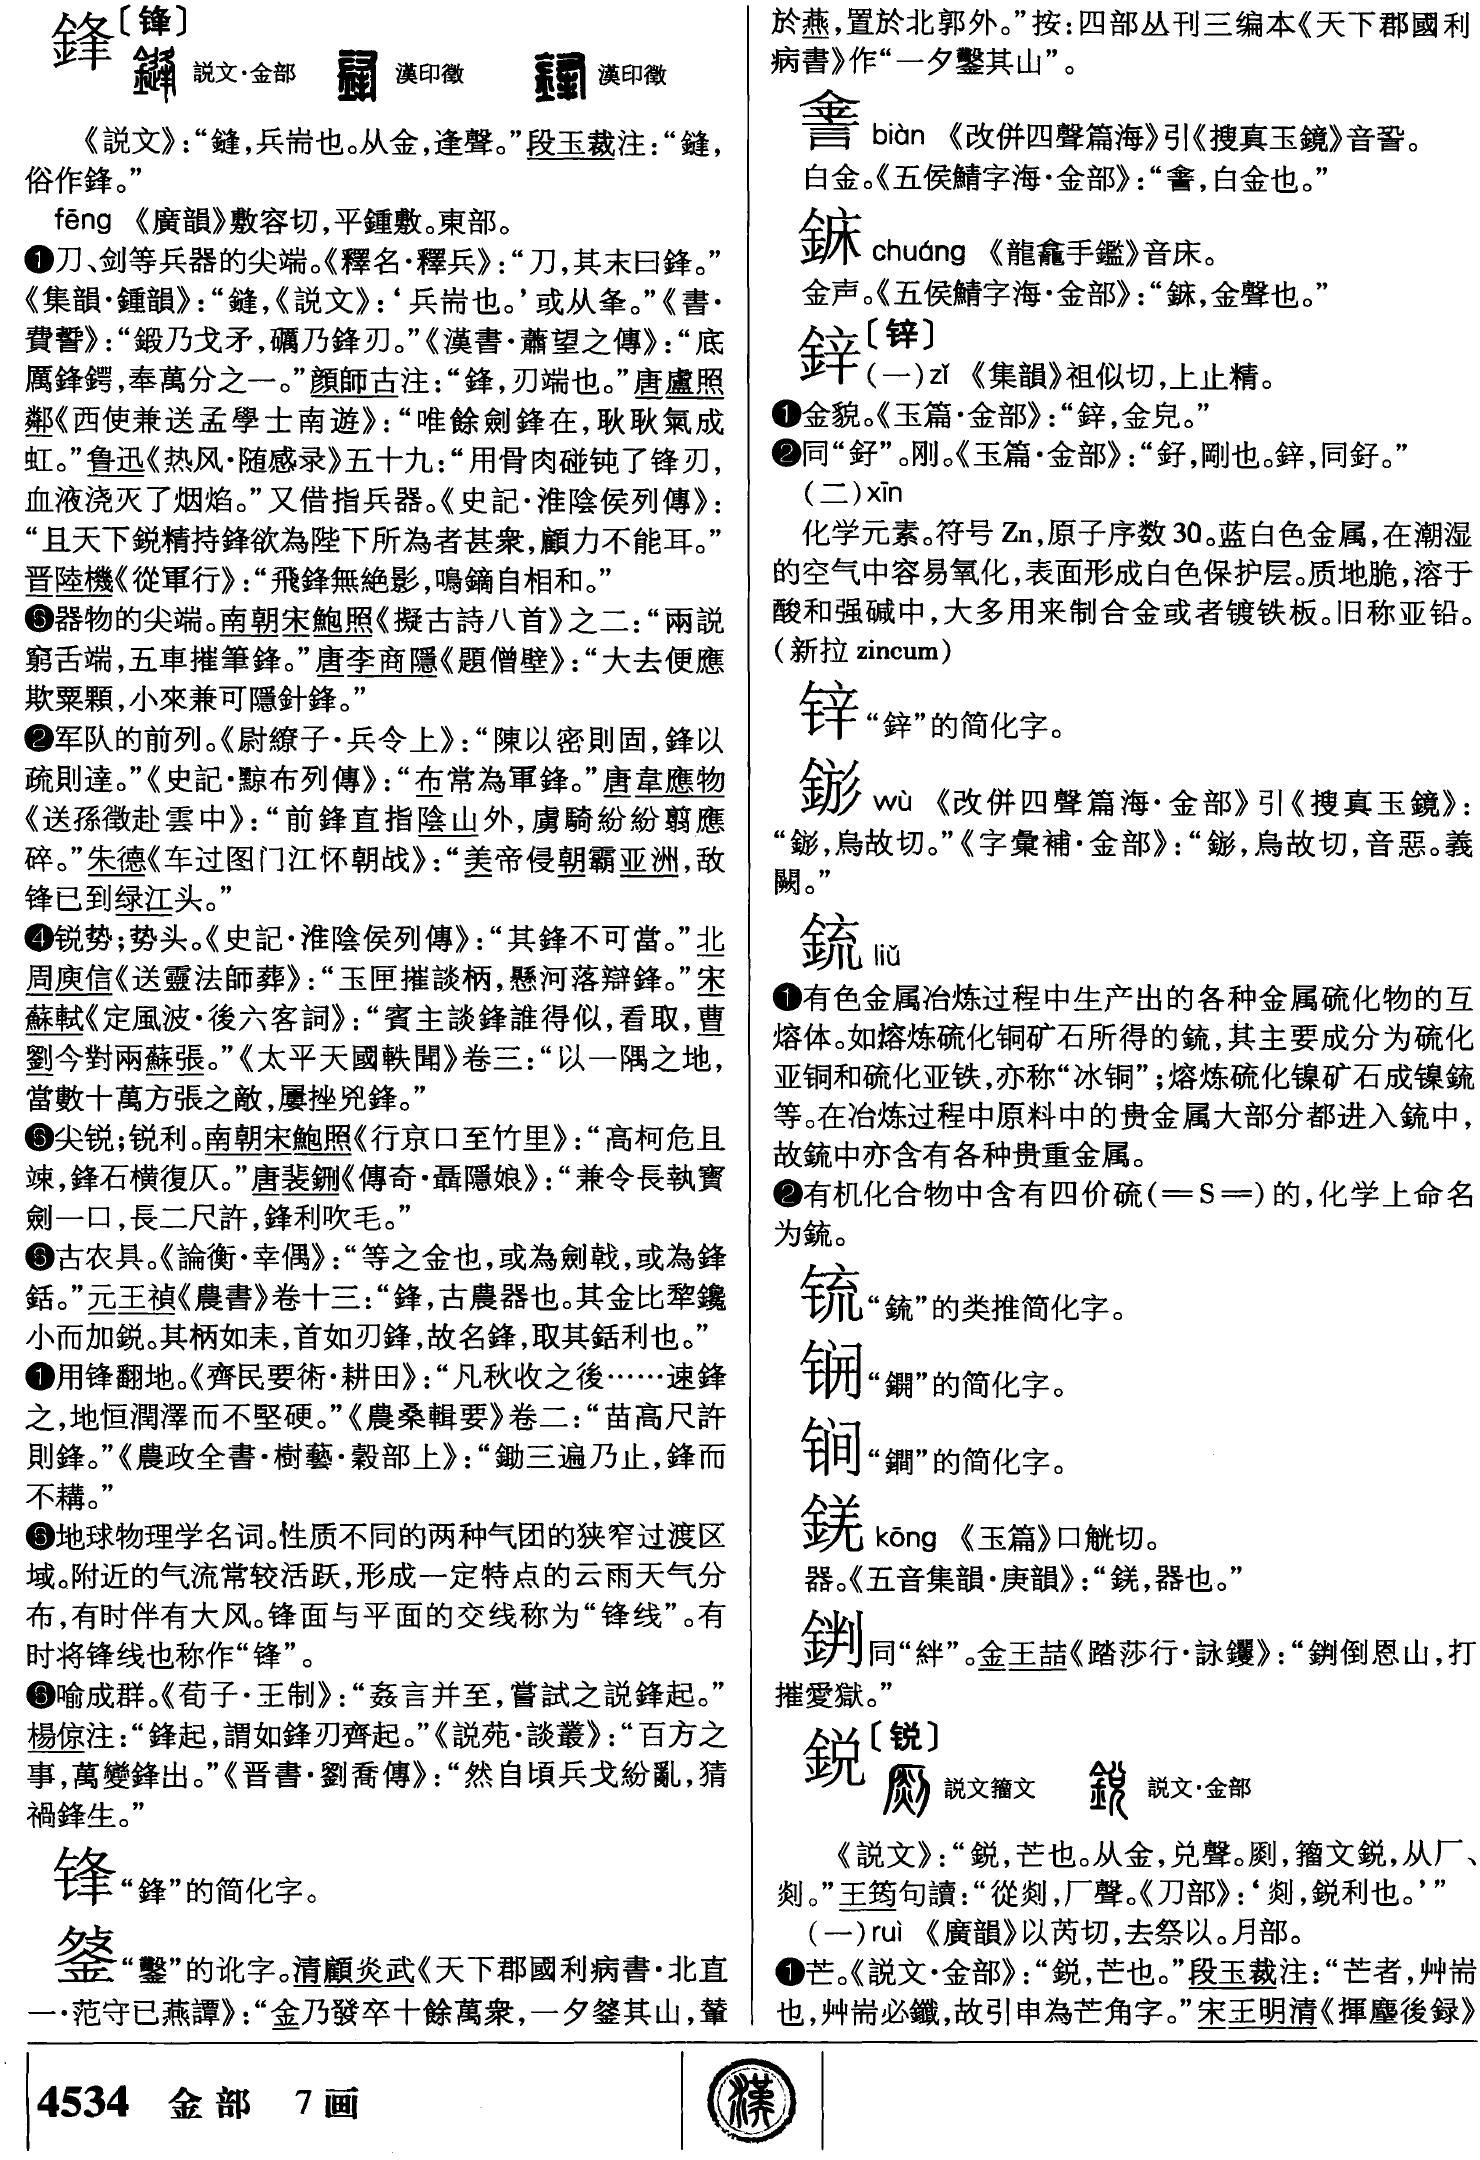 鋒〔锋〕
説文·金部 漢印徵 漢印徵
《説文》：“鏠，兵耑也。从金，逢聲。”段玉裁注：“鏠，
俗作鋒。”
fēng 《廣韻》敷容切，平鍾敷。東部。
❶刀、剑等兵器的尖端。《釋名·釋兵》：“刀，其末曰鋒。”
《集韻·鍾韻》：“鏠，《説文》：‘兵耑也。’或从夆。”《書·
費誓》：“鍛乃戈矛，礪乃鋒刃。”《漢書·蕭望之傳》：“底
厲鋒鍔，奉萬分之一。”顔師古注：“鋒，刃端也。”唐盧照
鄰《西使兼送孟學士南遊》：“唯餘劍鋒在，耿耿氣成
虹。”鲁迅《热风·随感录》五十九：“用骨肉碰钝了锋刃，
血液浇灭了烟焰。”又借指兵器。《史記·淮陰侯列傳》：
“且天下鋭精持鋒欲為陛下所為者甚衆，顧力不能耳。”
晋陸機《從軍行》：“飛鋒無絶影，鳴鏑自相和。”
❸器物的尖端。南朝宋鮑照《擬古詩八首》之二：“兩説
窮舌端，五車摧筆鋒。”唐李商隱《題僧壁》：“大去便應
欺粟顆，小來兼可隱針鋒。”
❷军队的前列。《尉繚子·兵令上》：“陳以密則固，鋒以
疏則達。”《史記·黥布列傳》：“布常為軍鋒。”唐韋應物
《送孫徵赴雲中》：“前鋒直指陰山外，虜騎紛紛翦應
碎。”朱德《车过图门江怀朝战》：“美帝侵朝霸亚洲，敌
锋已到绿江头。”
❹锐势；势头。《史記·淮陰侯列傳》：“其鋒不可當。”北
周庾信《送靈法師葬》：“玉匣摧談柄，懸河落辯鋒。”宋
蘇軾《定風波·後六客詞》：“賓主談鋒誰得似，看取，曹
劉今對兩蘇張。”《太平天國軼聞》卷三：“以一隅之地，
當數十萬方張之敵，屢挫兇鋒。”
❸尖锐；锐利。南朝宋鮑照《行京口至竹里》：“高柯危且
竦，鋒石横復仄。”唐裴鉶《傳奇·聶隱娘》：“兼令長執寶
劍一口，長二尺許，鋒利吹毛。”
❸古农具。《論衡·幸偶》：“等之金也，或為劍戟，或為鋒
銛。”元王禎《農書》卷十三：“鋒，古農器也。其金比犂鑱
小而加鋭。其柄如耒，首如刃鋒，故名鋒，取其銛利也。”
❶用锋翻地。《齊民要術·耕田》：“凡秋收之後……速鋒
之，地恒潤澤而不堅硬。”《農桑輯要》卷二：“苗高尺許
則鋒。”《農政全書·樹藝·穀部上》：“鋤三遍乃止，鋒而
不耩。”
❸地球物理学名词。性质不同的两种气团的狭窄过渡区
域。附近的气流常较活跃，形成一定特点的云雨天气分
布，有时伴有大风。锋面与平面的交线称为“锋线”。有
时将锋线也称作“锋”。
❸喻成群。《荀子·王制》：“姦言并至，嘗試之説鋒起。”
楊倞注：“鋒起，謂如鋒刃齊起。”《説苑·談叢》：“百方之
事，萬變鋒出。”《晋書·劉喬傳》：“然自頃兵戈紛亂，猜
禍鋒生。”
锋“鋒”的简化字。
“鑿”的讹字。清顧炎武《天下郡國利病書·北直
一·范守已燕譚》：“金乃發卒十餘萬衆，一夕其山，輦
於燕，置於北郭外。”按：四部丛刊三编本《天下郡國利
病書》作“一夕鑿其山”。
biàn 《改併四聲篇海》引《搜真玉鏡》音。
白金。《五侯鯖字海·金部》：“，白金也。”
chuáng 《龍龕手鑑》音床。
金声。《五侯鯖字海·金部》：“，金聲也。”
鋅〔锌〕
（一）zǐ 《集韻》祖似切，上止精。
❶金貌。《玉篇·金部》：“鋅，金皃。”
❷同“釨”。刚。《玉篇·金部》：“釨，剛也。鋅，同釨。”
（二）xīn
化学元素。符号Zn，原子序数30。蓝白色金属，在潮湿
的空气中容易氧化，表面形成白色保护层。质地脆，溶于
酸和强碱中，大多用来制合金或者镀铁板。旧称亚铅。
（新拉zincum）
锌“鋅”的简化字。
wù 《改併四聲篇海·金部》引《搜真玉鏡》：
“，烏故切。”《字彙補·金部》：“，烏故切，音惡。義
闕。”
鋶liǔ
❶有色金属冶炼过程中生产出的各种金属硫化物的互
熔体。如熔炼硫化铜矿石所得的鋶，其主要成分为硫化
亚铜和硫化亚铁，亦称“冰铜”；熔炼硫化镍矿石成镍鋶
等。在冶炼过程中原料中的贵金属大部分都进入鋶中，
故鋶中亦含有各种贵重金属。
❷有机化合物中含有四价硫（＝S＝）的，化学上命名
为鋶。
锍“鋶”的类推简化字。
锎“鐦”的简化字。
锏“鐧”的简化字。
kōng 《玉篇》口觥切。
器。《五音集韻·庚韻》：“，器也。”
同“絆”。金王喆《踏莎行·詠钁》：“倒恩山，打
摧愛獄。”
鋭〔锐〕
説文籀文 説文·金部
《説文》：“鋭，芒也。从金，兑聲。㓹，籀文鋭，从厂、
剡。”王筠句讀：“從剡，厂聲。《刀部》：‘剡，鋭利也。’”
（一）ruì 《廣韻》以芮切，去祭以。月部。
❶芒。《説文·金部》：“鋭，芒也。”段玉裁注：“芒者，艸耑
也，艸耑必鐵，故引申為芒角字。”宋王明清《揮麈後録》
4534 金部 7画
漢